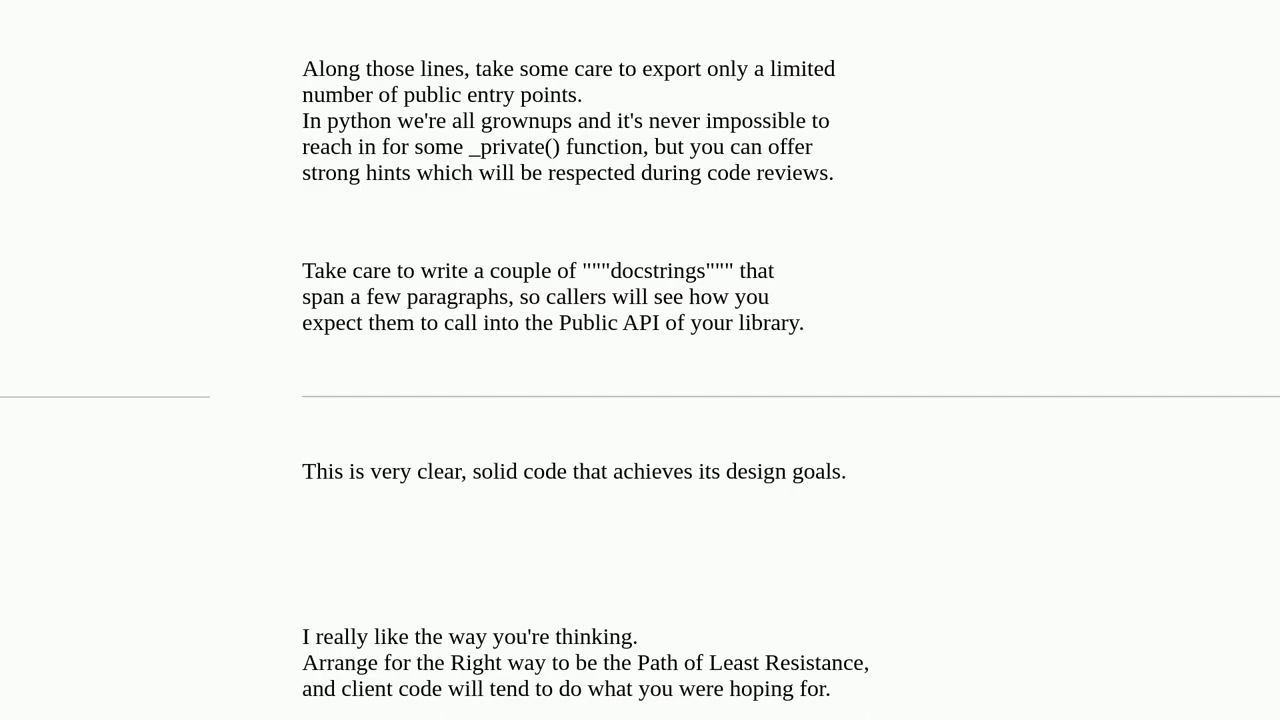 Along those lines, take some care to export only a limited
number of public entry points.
In python we're all grownups and it's never impossible to
reach in for some _private() function, but you can offer
strong hints which will be respected during code reviews.
Take care to write a couple of """docstrings""" that
span a few paragraphs, so callers will see how you
expect them to call into the Public API of your library.
This is very clear, solid code that achieves its design goals.
I really like the way you're thinking.
Arrange for the Right way to be the Path of Least Resistance,
and client code will tend to do what you were hoping for.